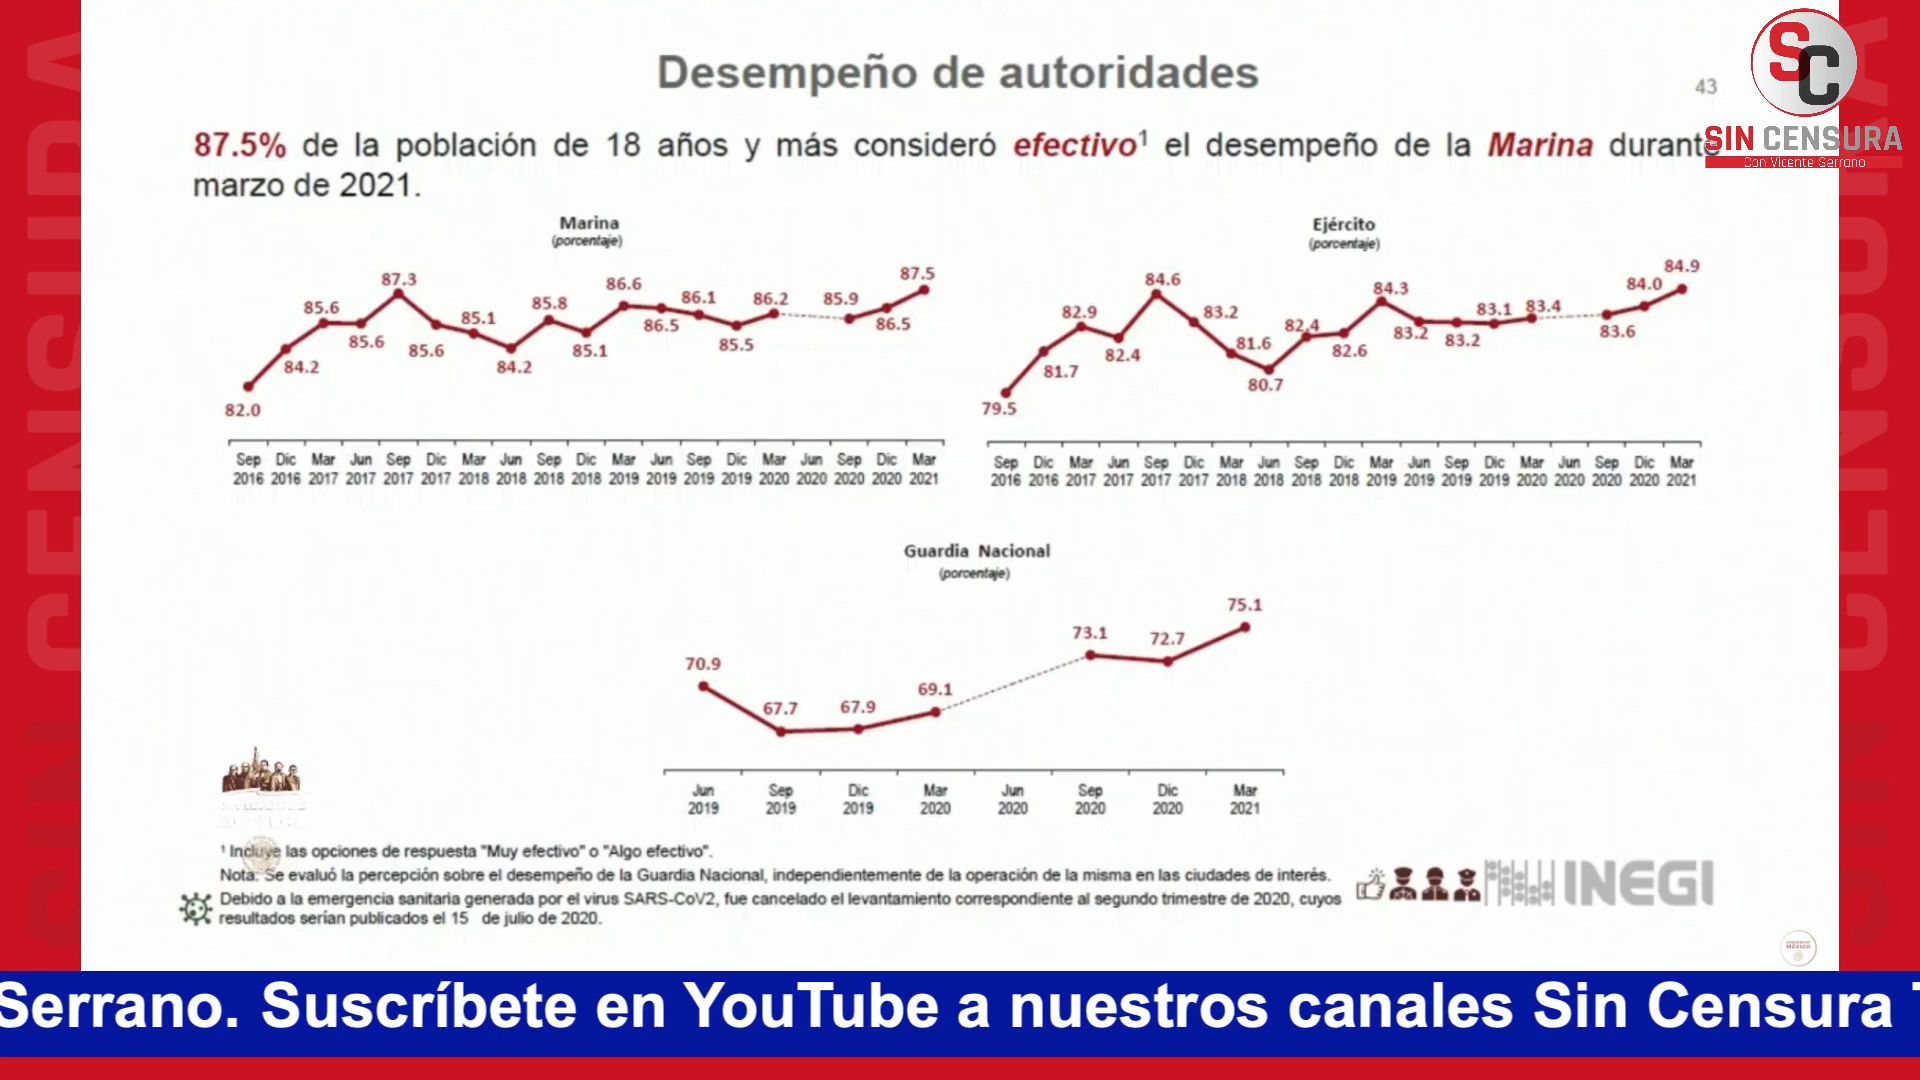 Desempeño de autoridades
43
SC
SIN CENSURA
Con Vicente Serrano
87.5% de la población de 18 años y más consideró efectivo¹ el desempeño de la Marina durante
marzo de 2021.
Marina
(porcentaje)
82.0 84.2 85.6 85.6 87.3 85.6 85.1 84.2 85.8 85.1 86.6 86.5 86.1 85.5 86.2 85.9 86.5 87.5
Sep Dic Mar Jun Sep Dic Mar Jun Sep Dic Mar Jun Sep Dic Mar Jun Sep Dic Mar
2016 2016 2017 2017 2017 2017 2018 2018 2018 2018 2019 2019 2019 2019 2020 2020 2020 2020 2021
Ejército
(porcentaje)
79.5 81.7 82.9 82.4 84.6 83.2 81.6 80.7 82.4 82.6 84.3 83.2 83.2 83.1 83.4 83.6 84.0 84.9
Sep Dic Mar Jun Sep Dic Mar Jun Sep Dic Mar Jun Sep Dic Mar Jun Sep Dic Mar
2016 2016 2017 2017 2017 2017 2018 2018 2018 2018 2019 2019 2019 2019 2020 2020 2020 2020 2021
Guardia Nacional
(porcentaje)
70.9 67.7 67.9 69.1 73.1 72.7 75.1
Jun Sep Dic Mar Jun Sep Dic Mar
2019 2019 2019 2020 2020 2020 2020 2021
¹ Incluye las opciones de respuesta "Muy efectivo" o "Algo efectivo".
Nota: Se evaluó la percepción sobre el desempeño de la Guardia Nacional, independientemente de la operación de la misma en las ciudades de interés.
Debido a la emergencia sanitaria generada por el virus SARS-CoV2, fue cancelado el levantamiento correspondiente al segundo trimestre de 2020, cuyos
resultados serían publicados el 15 de julio de 2020.
INEGI
SIN CENSURA
SIN CENSURA
Serrano. Suscríbete en YouTube a nuestros canales Sin Censura